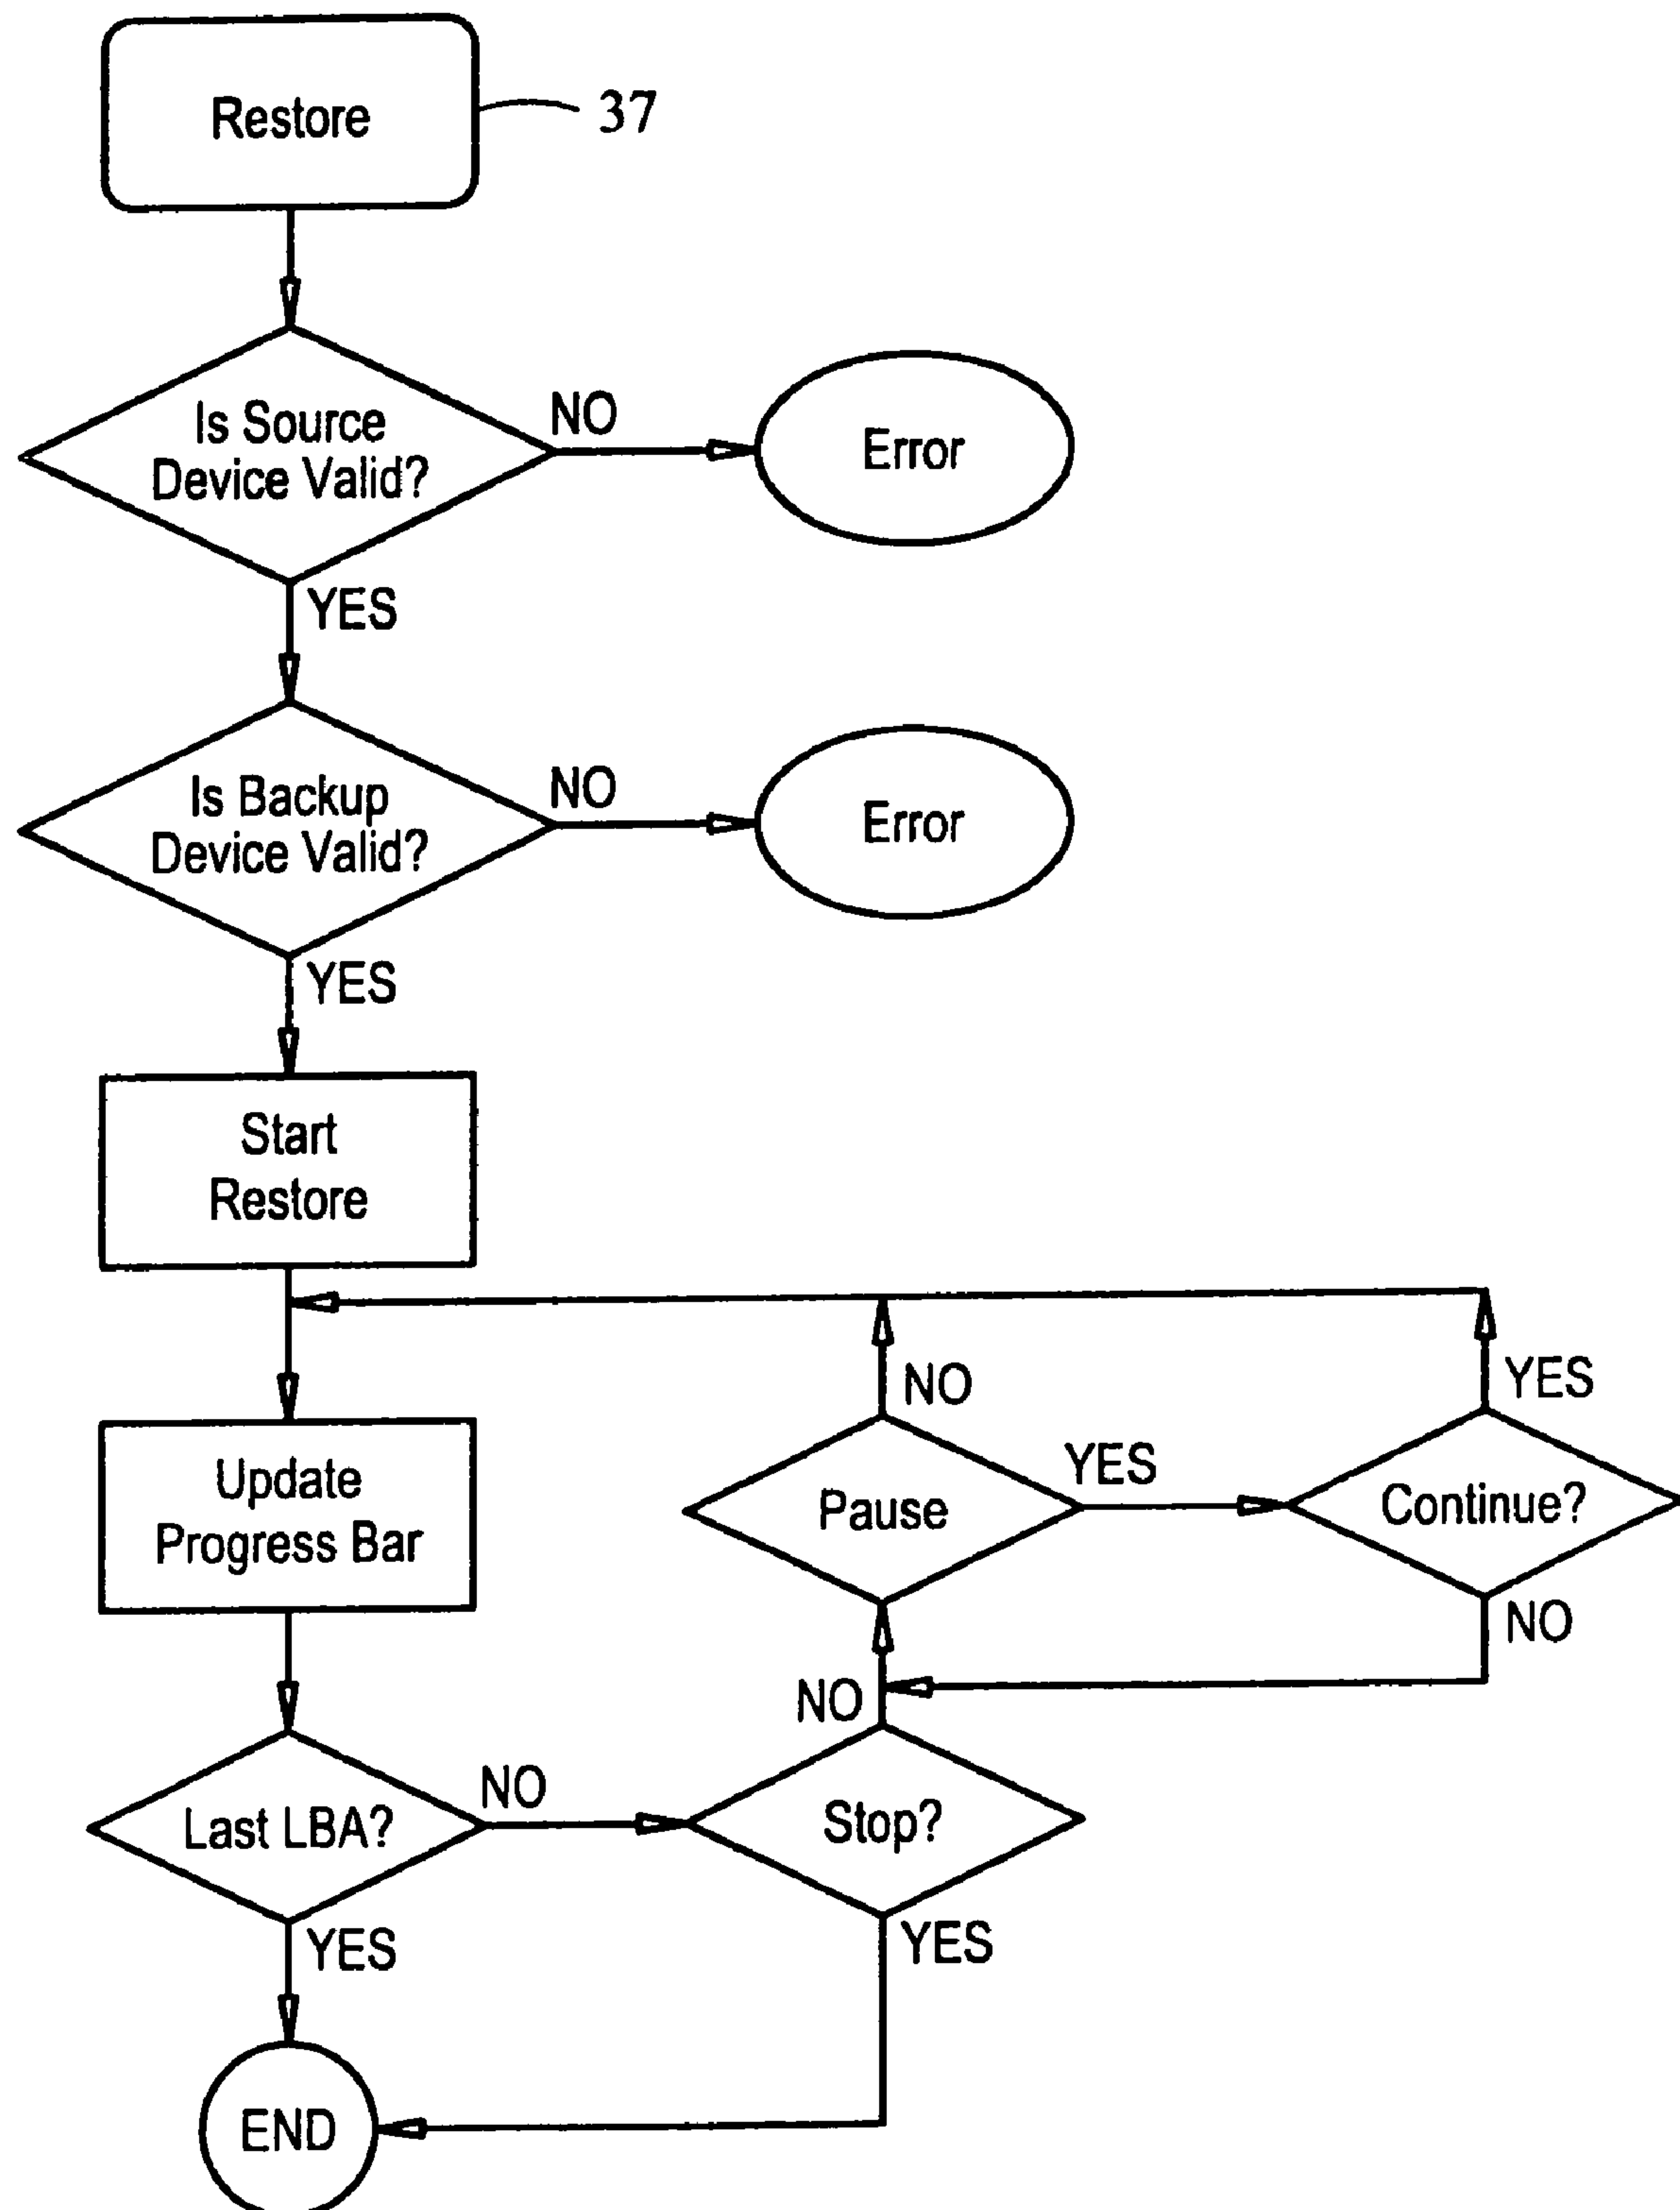 Restore
37
Is Source
Device Valid?
NO
Error
YES
Is Backup
Device Valid?
NO
Error
YES
Start
Restore
NO
YES
Update
Progress Bar
Pause
YES
Continue?
NO
NO
Last LBA?
NO
Stop?
YES
YES
END